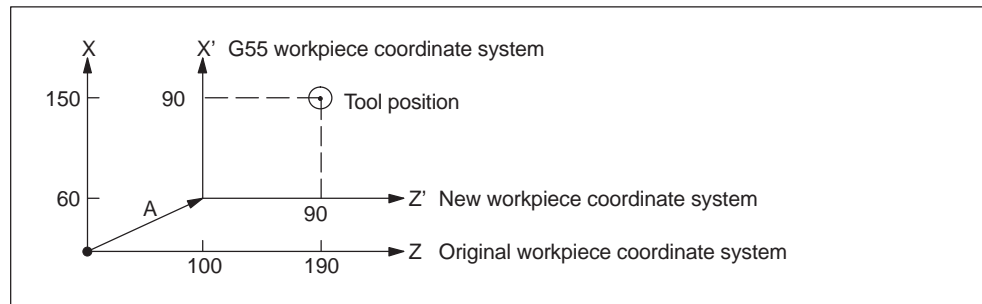 X X’ G55 workpiece coordinate system
150 90 Tool position
60 A Z’ New workpiece coordinate system
90
Z Original workpiece coordinate system
100 190